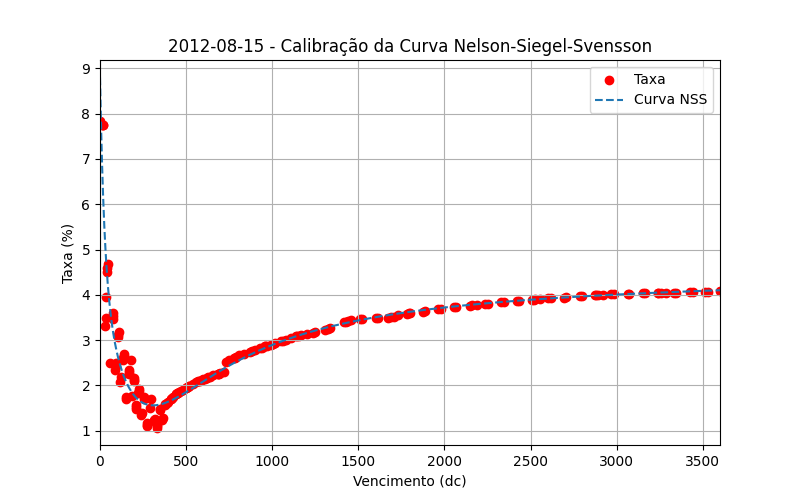 2012-08-15 - Calibração da Curva Nelson-Siegel-Svensson
Taxa
Curva NSS
Taxa (%)
9
8
7
6
5
4
3
2
1
0 500 1000 1500 2000 2500 3000 3500
Vencimento (dc)